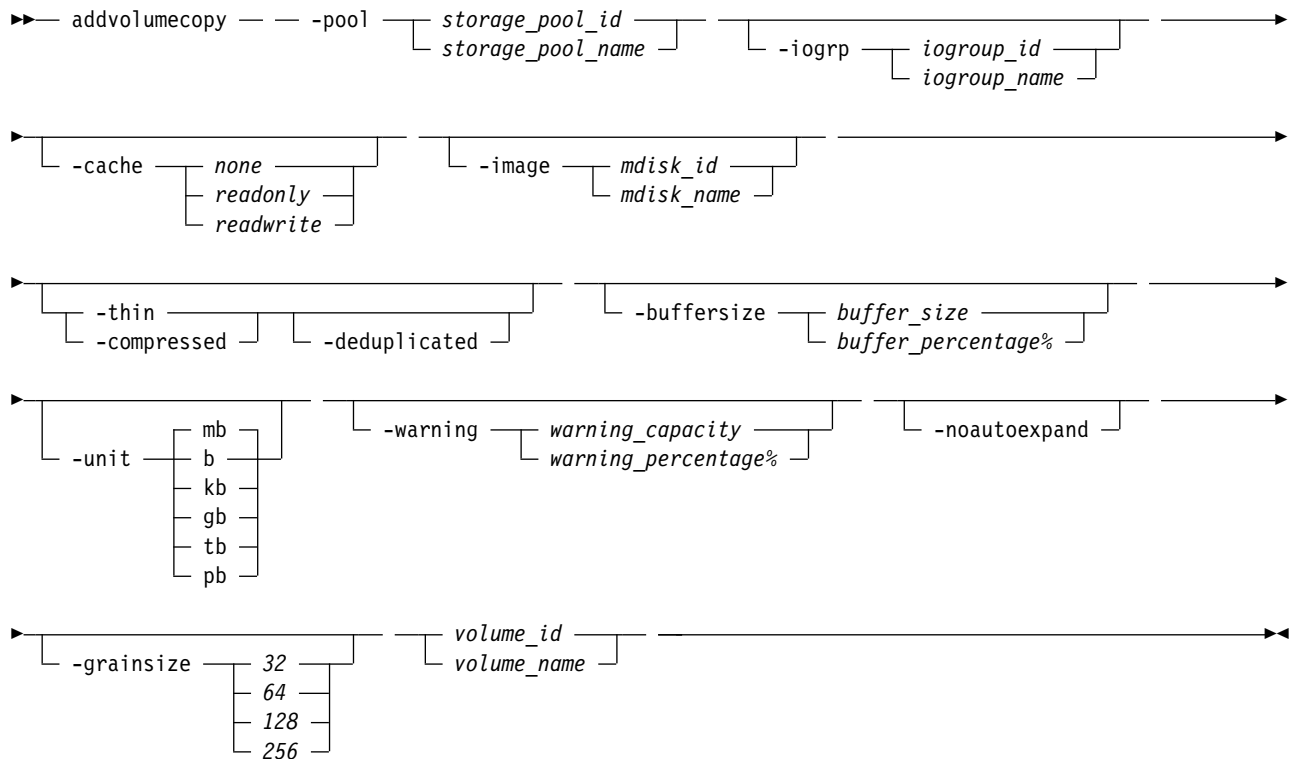 addvolumecopy -pool storage_pool_id
storage_pool_name
-iogrp iogroup_id
iogroup_name
-cache none
readonly
readwrite
-image mdisk_id
mdisk_name
-thin
-compressed
-deduplicated
-buffersize buffer_size
buffer_percentage%
-unit
mb
b
kb
gb
tb
pb
-warning warning_capacity
warning_percentage%
-noautoexpand
-grainsize 32
64
128
256
volume_id
volume_name